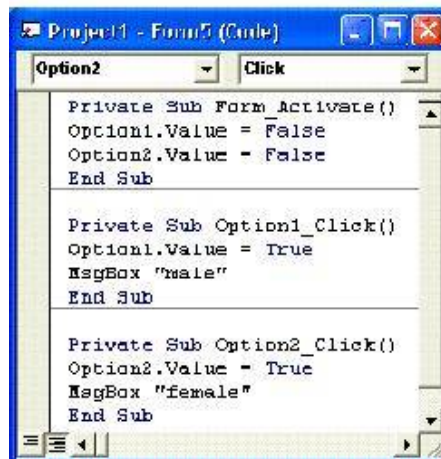 Project1 - Form5 (Code)
Option2 Click
Private Sub Form_Activate()
Option1.Value = False
Option2.Value = False
End Sub
Private Sub Option1_Click()
Option1.Value = True
MsgBox "male"
End Sub
Private Sub Option2_Click()
Option2.Value = True
MsgBox "female"
End Sub